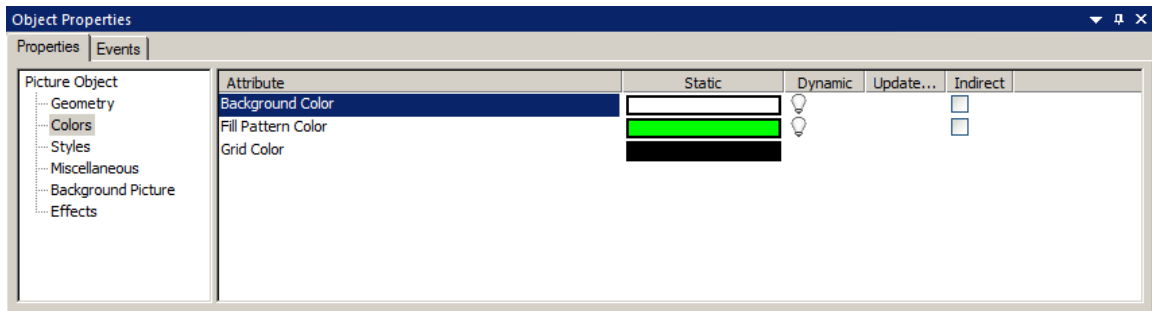 Object Properties
Properties Events
Picture Object
Geometry
Colors
Styles
Miscellaneous
Background Picture
Effects
Attribute Static Dynamic Update... Indirect
Background Color
Fill Pattern Color
Grid Color